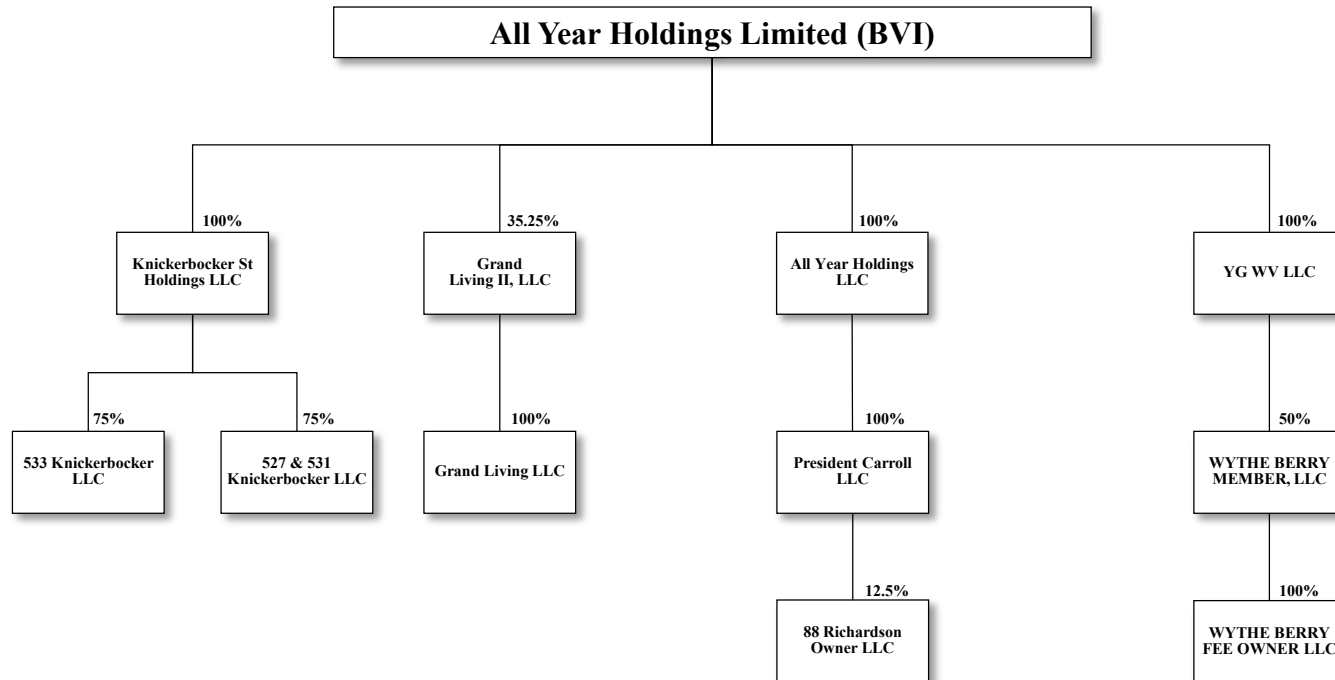 All Year Holdings Limited (BVI)
100%
35.25%
100%
100%
Knickerbocker St
Holdings LLC
Grand
Living II, LLC
All Year Holdings
LLC
YG WV LLC
75%
75%
100%
100%
50%
533 Knickerbocker
LLC
527 & 531
Knickerbocker LLC
Grand Living LLC
President Carroll
LLC
WYTHE BERRY
MEMBER, LLC
12.5%
100%
88 Richardson
Owner LLC
WYTHE BERRY
FEE OWNER LLC